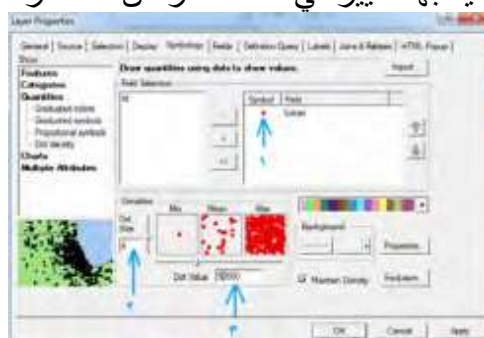 Layer Properties
General | Source | Selection | Display | Symbology | Fields | Definition Query | Labels | Joins & Relates | HTML Popup
Show:
Features
Categories
Quantities
Graduated colors
Graduated symbols
Proportional symbols
Dot density
Charts
Multiple Attributes
Draw quantities using data to show values.
Import
Field Selection
Symbol Field
Densities
Dot Size
Min Mean Max
Dot Value
Background
Properties
Maintain Density
OK Cancel Apply